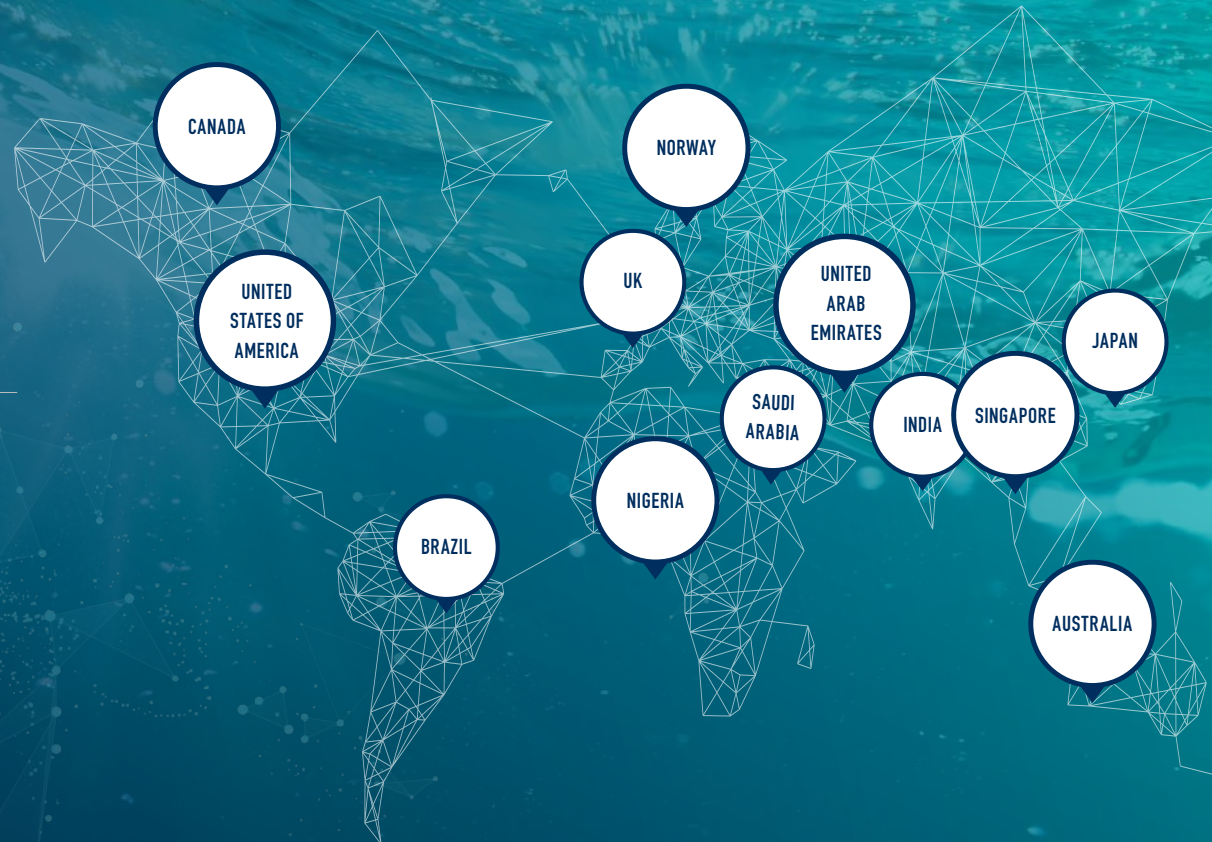 CANADA
NORWAY
UNITED
STATES OF
AMERICA
UK
UNITED
ARAB
EMIRATES
JAPAN
SAUDI
ARABIA
INDIA
SINGAPORE
NIGERIA
BRAZIL
AUSTRALIA